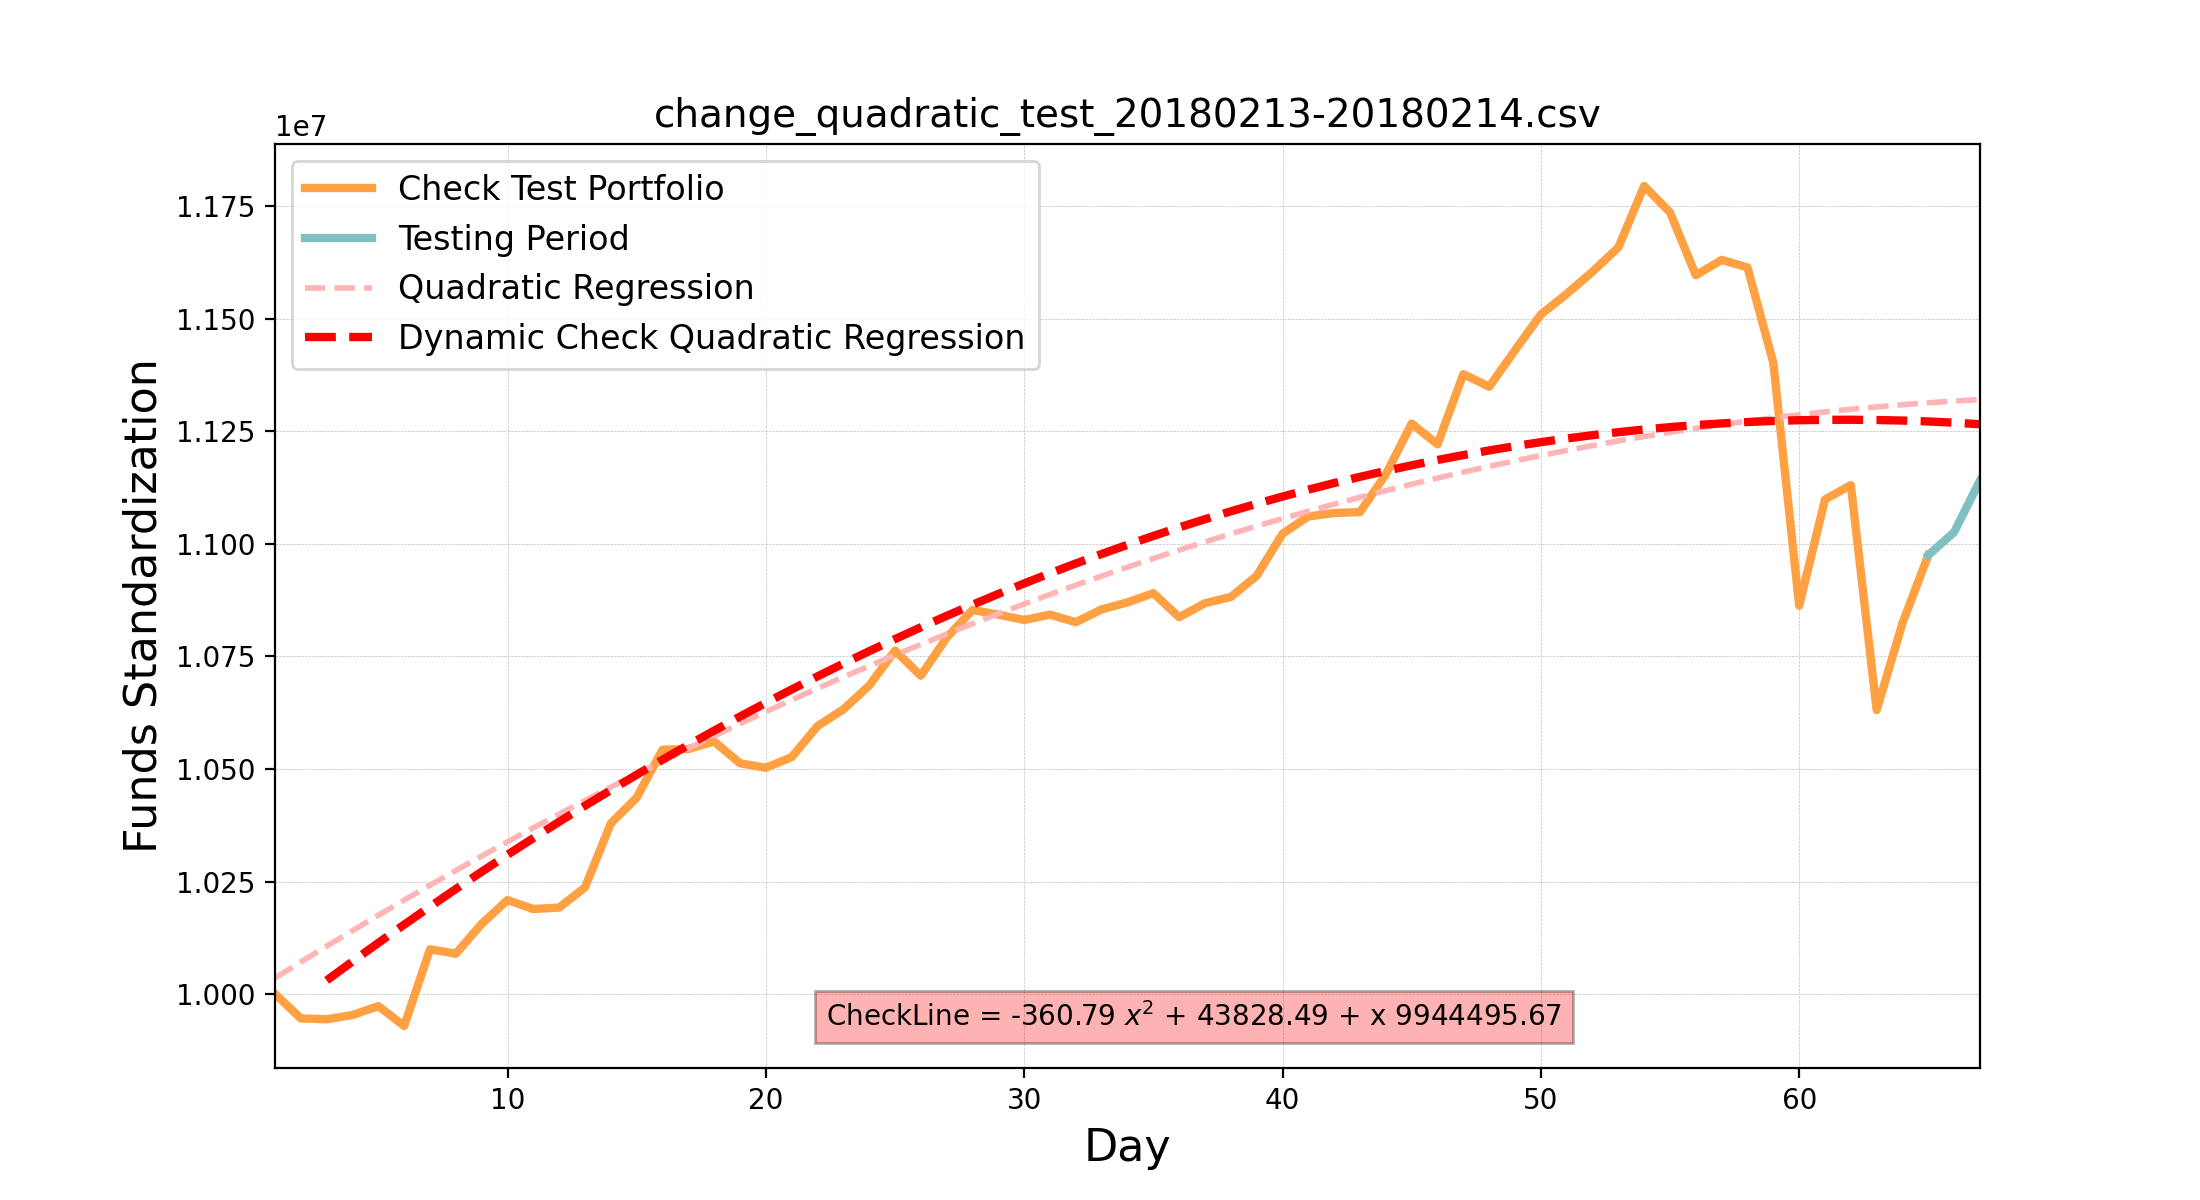 change_quadratic_test_20180213-20180214.csv
1e7
Check Test Portfolio
Testing Period
Quadratic Regression
Dynamic Check Quadratic Regression
1.175
1.150
1.125
1.100
1.075
1.050
1.025
1.000
Funds Standardization
CheckLine = -360.79 x² + 43828.49 + x 9944495.67
10 20 30 40 50 60
Day